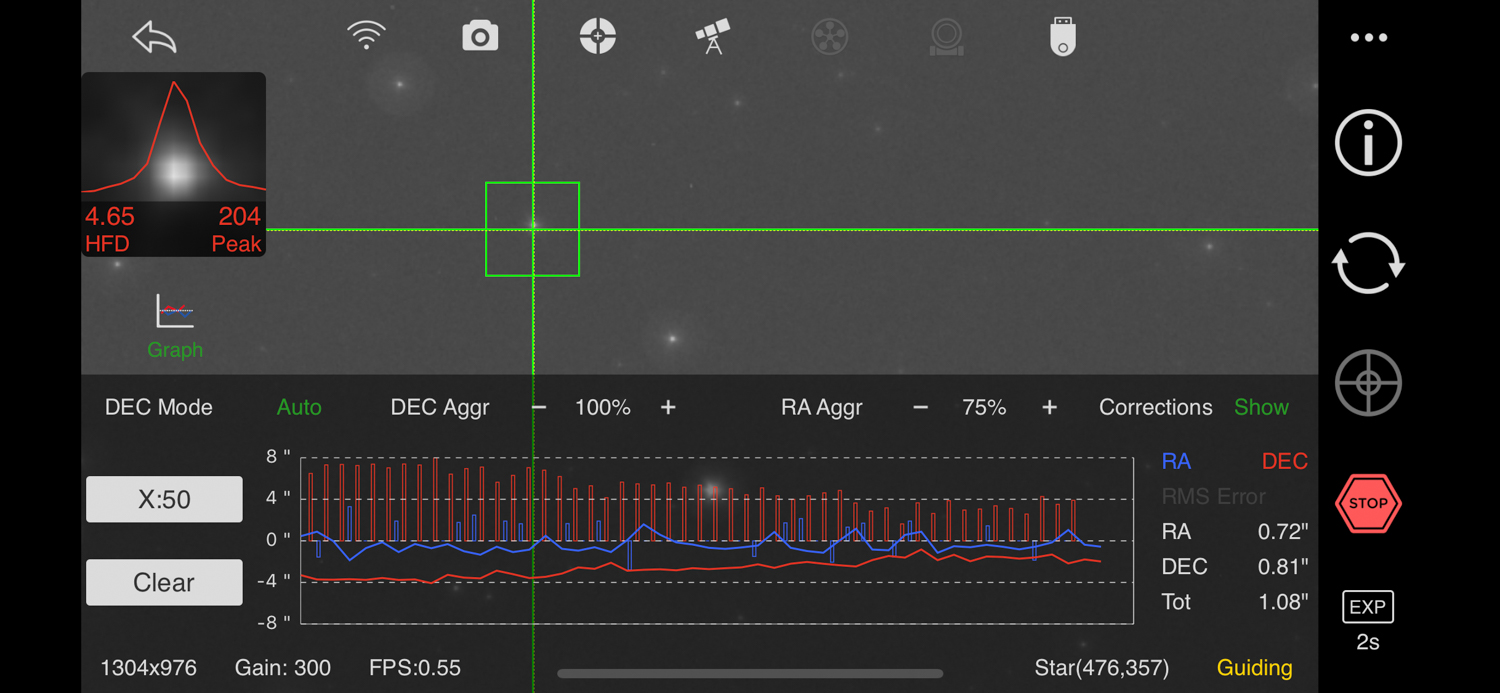 4.65 204
HFD Peak
Graph
DEC Mode Auto DEC Aggr − 100% + RA Aggr − 75% + Corrections Show
X:50
Clear
8 "
4 "
0 "
-4 "
-8 "
RA DEC
RMS Error
RA 0.72"
DEC 0.81"
Tot 1.08"
STOP
EXP
2s
1304x976 Gain: 300 FPS:0.55 Star(476,357) Guiding